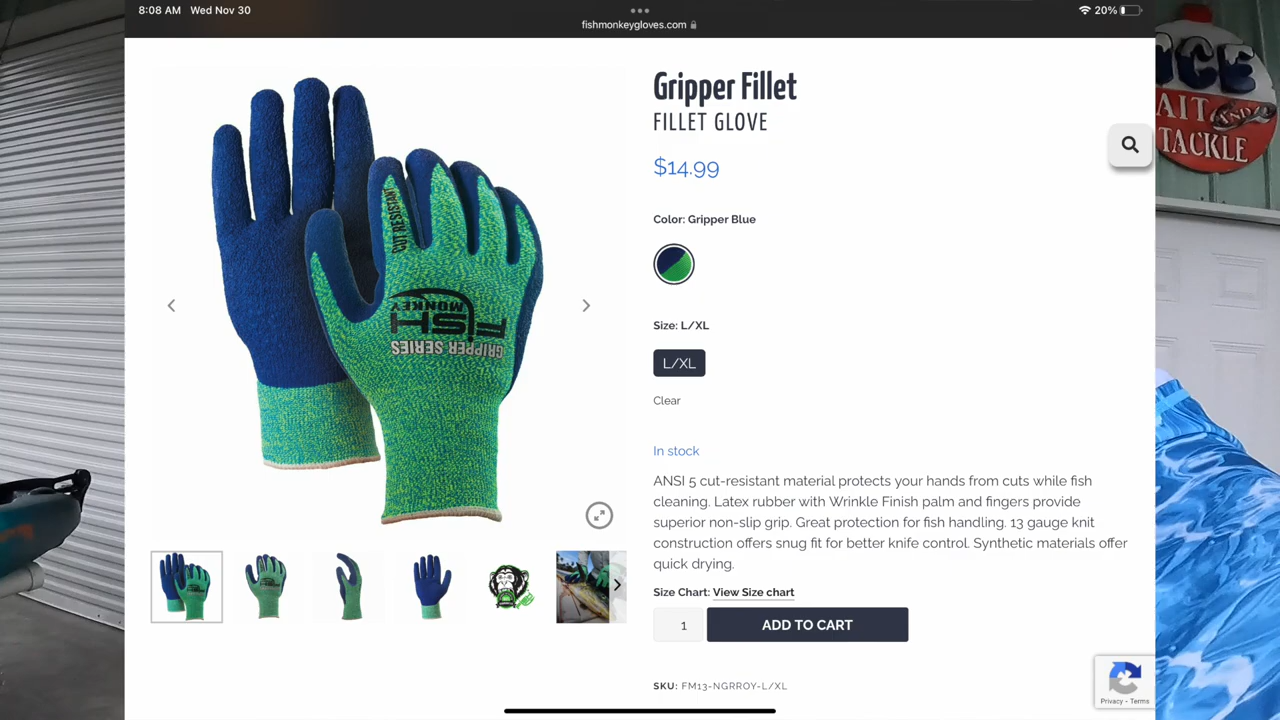 8:08 AM Wed Nov 30
fishmonkeygloves.com
20%
ICE
BAIT AND
TACKLE
Gripper Fillet
FILLET GLOVE
$14.99
Color: Gripper Blue
Size: L/XL
L/XL
Clear
In stock
ANSI 5 cut-resistant material protects your hands from cuts while fish
cleaning. Latex rubber with Wrinkle Finish palm and fingers provide
superior non-slip grip. Great protection for fish handling. 13 gauge knit
construction offers snug fit for better knife control. Synthetic materials offer
quick drying.
Size Chart: View Size chart
1
ADD TO CART
SKU: FM13-NGRROY-L/XL
Privacy - Terms
CUT RESISTANT
FISH
MONKEY
GRIPPER SERIES